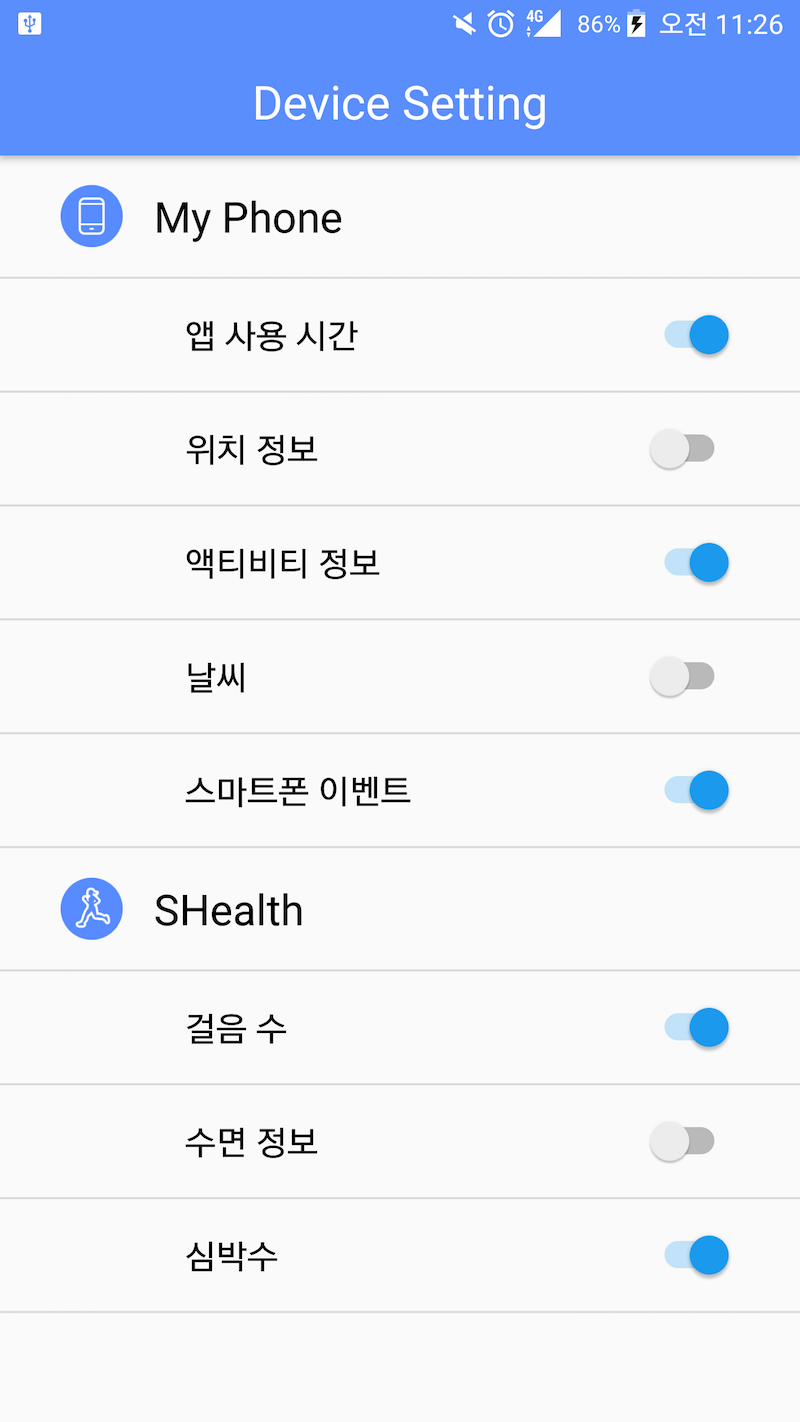 4G 86% 오전 11:26
Device Setting
My Phone
앱 사용 시간
위치 정보
액티비티 정보
날씨
스마트폰 이벤트
SHealth
걸음 수
수면 정보
심박수